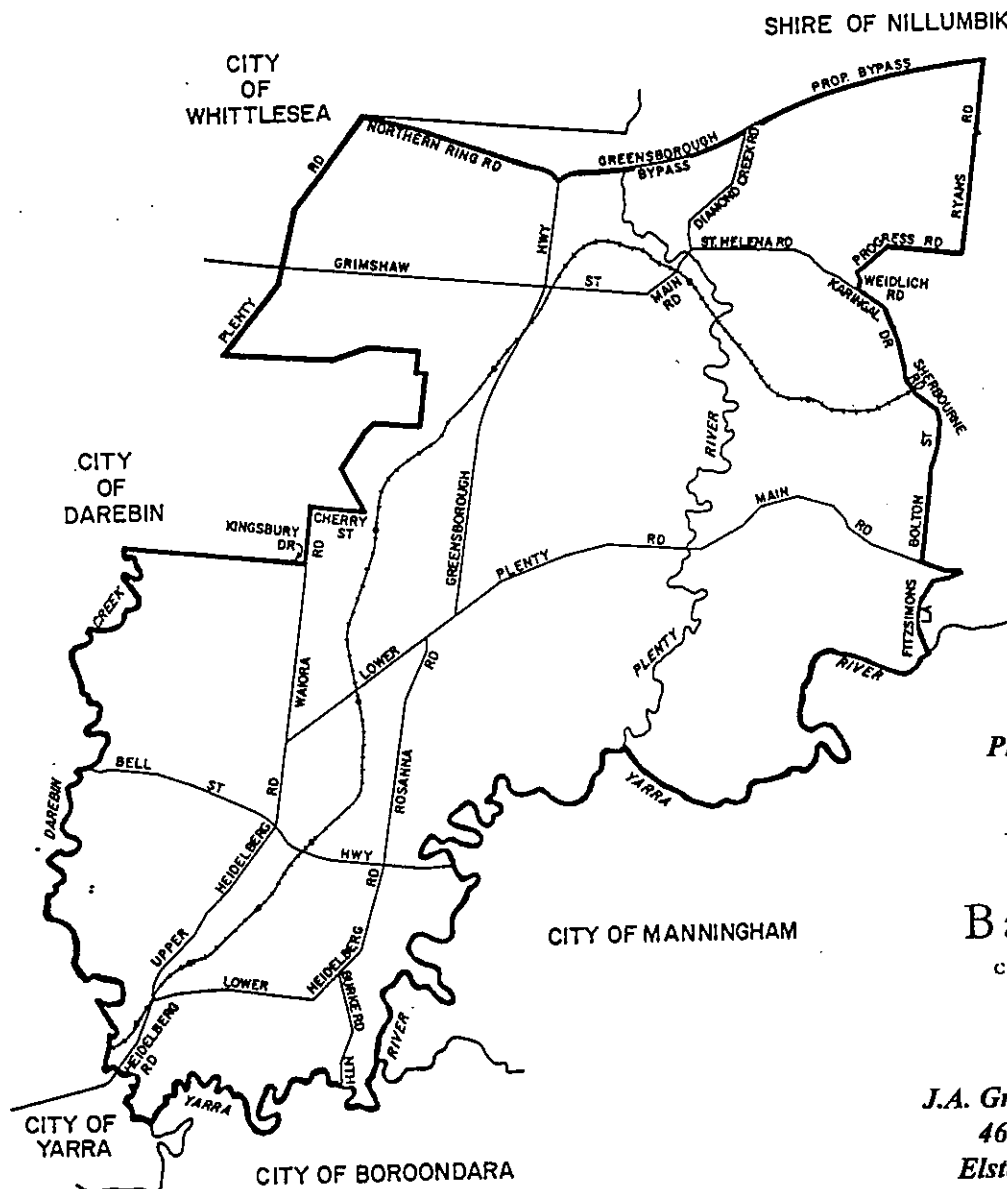 SHIRE OF NILLUMBIK
CITY
OF
WHITTLESEA
PROP. BYPASS
NORTHERN RING RD
GREENSBOROUGH
BYPASS
RD
RD
DIAMOND CREEK RD
RYANS
HWY
ST. HELENA RD
PROGRESS RD
GRIMSHAW
ST
MAIN
RD
WEIDLICH
RD
KARINGAL
DR
PLENTY
SHERBOURNE
RD
RIVER
ST
CITY
OF
DAREBIN
KINGSBURY
DR
CHERRY
ST
RD
GREENSBOROUGH
MAIN
RD
BOLTON
PLENTY
RD
CREEK
FITZSIMONS
LA
LOWER
RD
PLENTY
RIVER
WAIORA
BELL
ST
RD
ROSANNA
YARRA
DAREBIN
HEIDELBERG
HWY
RD
UPPER
CITY OF MANNINGHAM
LOWER
HEIDELBERG
BURKE RD
RIVER
HEIDELBERG
RD
NTH
YARRA
CITY OF
YARRA
CITY OF BOROONDARA
J.A. Gr
46
Elst